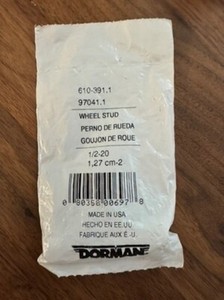 610-391.1
97041.1
WHEEL STUD
PERNO DE RUEDA
GOUJON DE ROUE
1/2-20
1,27 cm-2
0 80358 00697 8
MADE IN USA
HECHO EN EE.UU
FABRIQUE AUX É.-U.
DORMAN